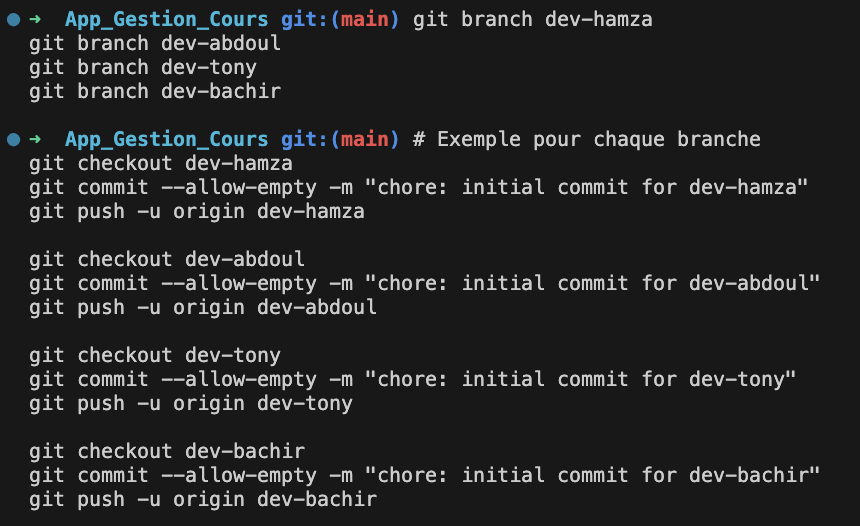 ➜ App_Gestion_Cours git:(main) git branch dev-hamza
git branch dev-abdoul
git branch dev-tony
git branch dev-bachir
➜ App_Gestion_Cours git:(main) # Exemple pour chaque branche
git checkout dev-hamza
git commit --allow-empty -m "chore: initial commit for dev-hamza"
git push -u origin dev-hamza
git checkout dev-abdoul
git commit --allow-empty -m "chore: initial commit for dev-abdoul"
git push -u origin dev-abdoul
git checkout dev-tony
git commit --allow-empty -m "chore: initial commit for dev-tony"
git push -u origin dev-tony
git checkout dev-bachir
git commit --allow-empty -m "chore: initial commit for dev-bachir"
git push -u origin dev-bachir